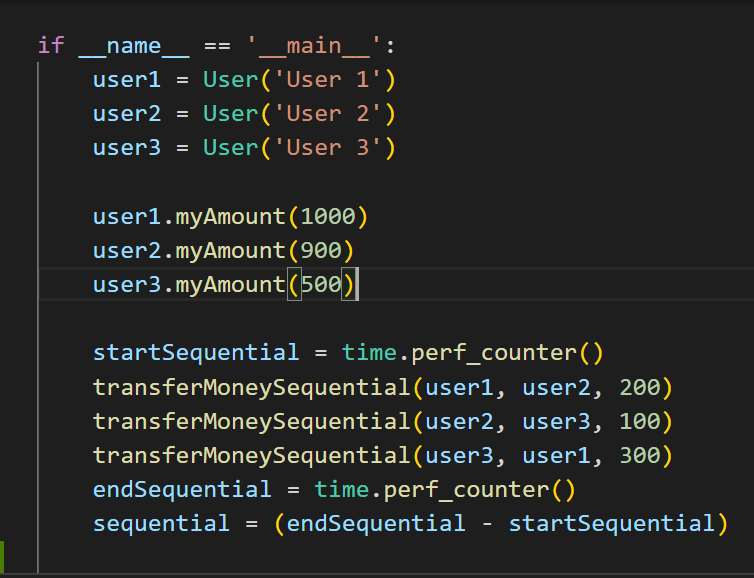 if __name__ == '__main__':
    user1 = User('User 1')
    user2 = User('User 2')
    user3 = User('User 3')
    user1.myAmount(1000)
    user2.myAmount(900)
    user3.myAmount(500)
    startSequential = time.perf_counter()
    transferMoneySequential(user1, user2, 200)
    transferMoneySequential(user2, user3, 100)
    transferMoneySequential(user3, user1, 300)
    endSequential = time.perf_counter()
    sequential = (endSequential - startSequential)